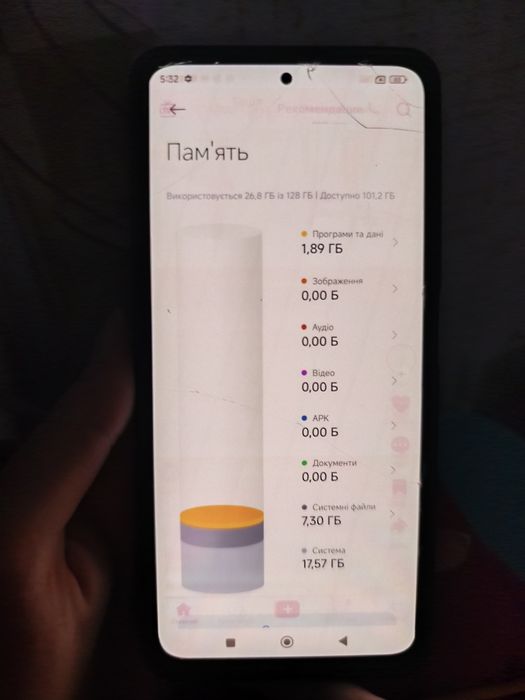 5:32
Рекомендации
Пам'ять
Використовується 26,8 ГБ із 128 ГБ | Доступно 101,2 ГБ
Програми та дані
1,89 ГБ
Зображення
0,00 Б
Аудіо
0,00 Б
Відео
0,00 Б
APK
0,00 Б
Документи
0,00 Б
Системні файли
7,30 ГБ
Система
17,57 ГБ